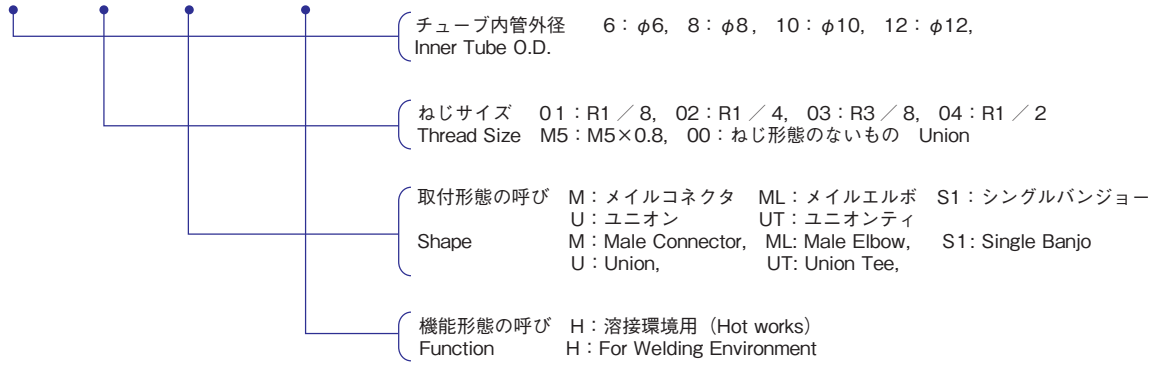 チューブ内管外径 6：φ6, 8：φ8, 10：φ10, 12：φ12,
Inner Tube O.D.
ねじサイズ 01：R1／8, 02：R1／4, 03：R3／8, 04：R1／2
Thread Size M5：M5×0.8, 00：ねじ形態のないもの Union
取付形態の呼び M：メイルコネクタ ML：メイルエルボ S1：シングルバンジョー
U：ユニオン UT：ユニオンティ
Shape M：Male Connector, ML: Male Elbow, S1: Single Banjo
U：Union, UT: Union Tee,
機能形態の呼び H：溶接環境用（Hot works）
Function H：For Welding Environment